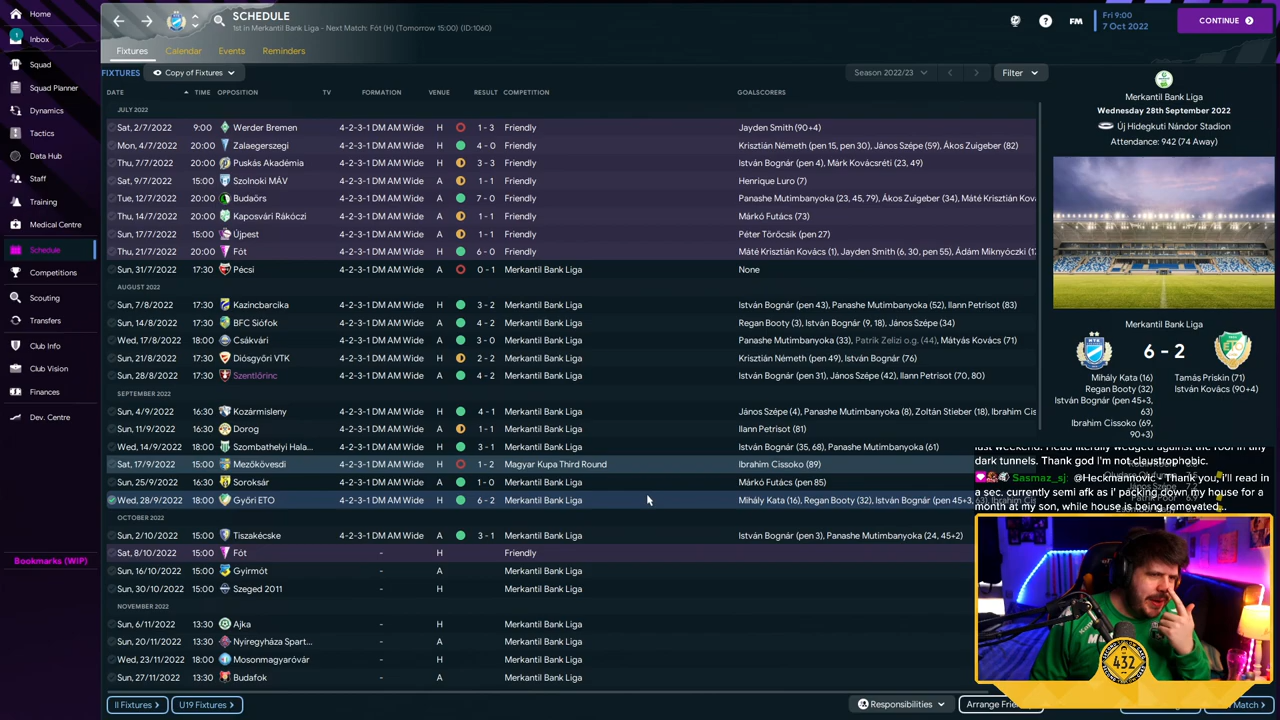 Home
Inbox
1
Squad
Squad Planner
Dynamics
Tactics
Data Hub
Staff
Training
Medical Centre
Schedule
Competitions
Scouting
Transfers
Club Info
Club Vision
Finances
Dev. Centre
Bookmarks (WIP)
SCHEDULE
1st in Merkantil Bank Liga - Next Match: Fót (H) (Tomorrow 15:00) (ID:1060)
FM
Fri 9:00
7 Oct 2022
CONTINUE
Fixtures Calendar Events Reminders
FIXTURES Copy of Fixtures Season 2022/23 Filter
DATE TIME OPPOSITION TV FORMATION VENUE RESULT COMPETITION GOALSCORERS
JULY 2022
Sat, 2/7/2022 9:00 Werder Bremen 4-2-3-1 DM AM Wide H 1 - 3 Friendly Jayden Smith (90+4)
Mon, 4/7/2022 20:00 Zalaegerszegi 4-2-3-1 DM AM Wide H 7 - 0 Friendly Krisztián Németh (pen 15, pen 30), János Szépe (59), Ákos Zuigeber (82)
Thu, 7/7/2022 20:00 Puskás Akadémia 4-2-3-1 DM AM Wide H 3 - 3 Friendly István Bognár (pen 4), Márk Kovácsréti (23, 49)
Sat, 9/7/2022 15:00 Szolnoki MÁV 4-2-3-1 DM AM Wide A 1 - 1 Friendly Henrique Luro (7)
Tue, 12/7/2022 20:00 Budaörs 4-2-3-1 DM AM Wide A 7 - 0 Friendly Panashe Mutimbanyoka (23, 45, 79), Ákos Zuigeber (34), Máté Krisztián Kova
Thu, 14/7/2022 20:00 Kaposvári Rákóczi 4-2-3-1 DM AM Wide A 1 - 1 Friendly Márkó Futács (73)
Sun, 17/7/2022 15:00 Újpest 4-2-3-1 DM AM Wide A 1 - 1 Friendly Péter Törőcsik (pen 27)
Thu, 21/7/2022 20:00 Fót 4-2-3-1 DM AM Wide H 6 - 0 Friendly Máté Krisztián Kovács (1), Jayden Smith (6, 30, pen 55), Ádám Miknyóczki (1
Sun, 31/7/2022 17:30 Pécsi 4-2-3-1 DM AM Wide A 0 - 1 Merkantil Bank Liga None
AUGUST 2022
Sun, 7/8/2022 17:30 Kazincbarcika 4-2-3-1 DM AM Wide H 3 - 2 Merkantil Bank Liga István Bognár (pen 43), Panashe Mutimbanyoka (52), Ilann Petrisot (83)
Sun, 14/8/2022 17:30 BFC Siófok 4-2-3-1 DM AM Wide A 4 - 2 Merkantil Bank Liga Regan Booty (3), István Bognár (9, 18), János Szépe (34)
Wed, 17/8/2022 18:00 Csákvári 4-2-3-1 DM AM Wide H 3 - 0 Merkantil Bank Liga Panashe Mutimbanyoka (33), Patrik Zelizi o.g. (44), Mátyás Kovács (71)
Sun, 21/8/2022 17:30 Diósgyőri VTK 4-2-3-1 DM AM Wide H 2 - 2 Merkantil Bank Liga Krisztián Németh (pen 49), István Bognár (76)
Sun, 28/8/2022 17:30 Szentlőrinc 4-2-3-1 DM AM Wide A 4 - 2 Merkantil Bank Liga István Bognár (pen 31), János Szépe (42), Ilann Petrisot (70, 80)
SEPTEMBER 2022
Sun, 4/9/2022 16:30 Kozármisleny 4-2-3-1 DM AM Wide H 4 - 1 Merkantil Bank Liga János Szépe (4), Panashe Mutimbanyoka (8), Zoltán Stieber (18), Ibrahim Cis
Sun, 11/9/2022 16:30 Dorog 4-2-3-1 DM AM Wide A 1 - 1 Merkantil Bank Liga Ilann Petrisot (81)
Wed, 14/9/2022 18:00 Szombathelyi Hala... 4-2-3-1 DM AM Wide H 3 - 1 Merkantil Bank Liga István Bognár (35, 68), Panashe Mutimbanyoka (61)
Sat, 17/9/2022 15:00 Mezőkövesdi 4-2-3-1 DM AM Wide H 1 - 2 Magyar Kupa Third Round Ibrahim Cissoko (89)
Sun, 25/9/2022 16:30 Soroksár 4-2-3-1 DM AM Wide A 1 - 0 Merkantil Bank Liga Márkó Futács (pen 85)
Wed, 28/9/2022 18:00 Győri ETO 4-2-3-1 DM AM Wide H 6 - 2 Merkantil Bank Liga Mihály Kata (16), Regan Booty (32), István Bognár (pen 45+3, 63), Ibrahim Cis
OCTOBER 2022
Sun, 2/10/2022 15:00 Tiszakécske 4-2-3-1 DM AM Wide A 3 - 1 Merkantil Bank Liga István Bognár (pen 3), Panashe Mutimbanyoka (24, 45+2)
Sat, 8/10/2022 15:00 Fót - H Friendly
Sun, 16/10/2022 15:00 Gyirmót - A Merkantil Bank Liga
Sun, 30/10/2022 15:00 Szeged 2011 - H Merkantil Bank Liga
NOVEMBER 2022
Sun, 6/11/2022 13:30 Ajka - H Merkantil Bank Liga
Sun, 20/11/2022 13:30 Nyíregyháza Spart... - A Merkantil Bank Liga
Wed, 23/11/2022 18:00 Mosonmagyaróvár - H Merkantil Bank Liga
Sun, 27/11/2022 13:30 Budafok - A Merkantil Bank Liga
II Fixtures > U19 Fixtures > Responsibilities Arrange Frien Match >
Merkantil Bank Liga
Wednesday 28th September 2022
Új Hidegkuti Nándor Stadion
Attendance: 942 (74 Away)
Merkantil Bank Liga
6 - 2
Mihály Kata (16) Tamás Priskin (71)
Regan Booty (32) István Kovács (90+4)
István Bognár (pen 45+3,
63)
Ibrahim Cissoko (69,
90+3)
last weekend. Head literally wedged against the roof in any
dark tunnels. Thank god I'm not claustrophobic.
Sasmaz_sj: @Heckmannovic - Thank you, i'll read in
a sec. currently semi afk as i' packing down my house for a
month at my son, while house is being renovated...
432